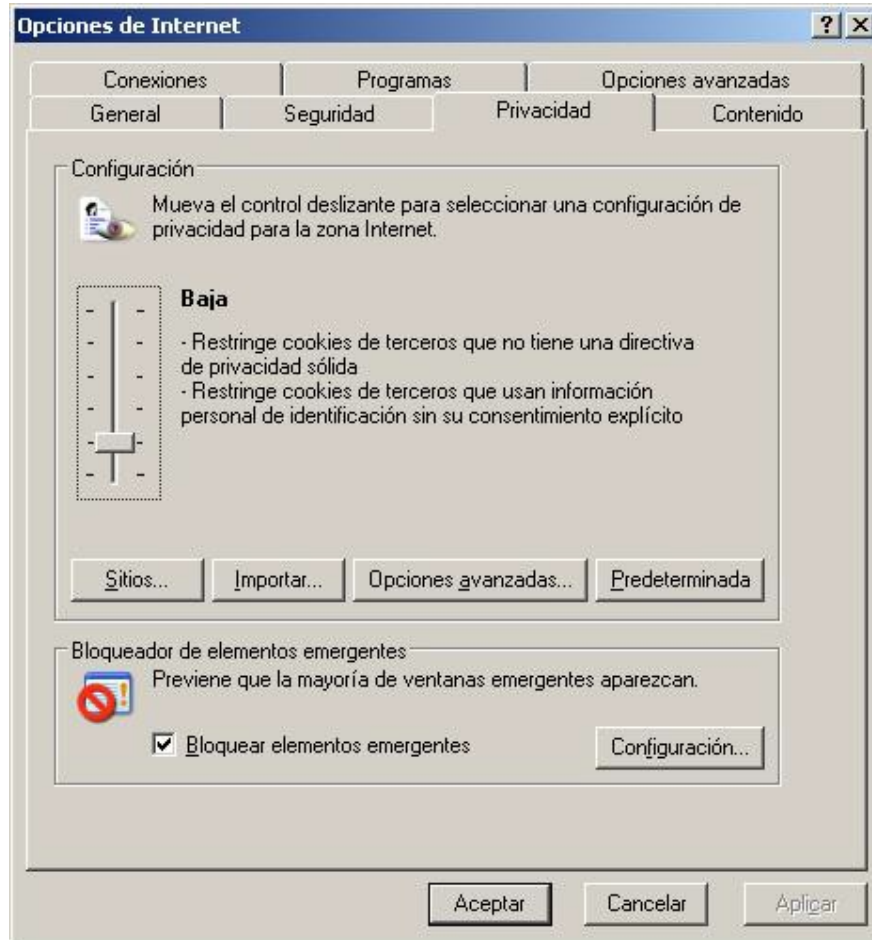 Opciones de Internet
Conexiones
Programas
Opciones avanzadas
General
Seguridad
Privacidad
Contenido
Configuración
Mueva el control deslizante para seleccionar una configuración de
privacidad para la zona Internet.
Baja
- Restringe cookies de terceros que no tiene una directiva
de privacidad sólida
- Restringe cookies de terceros que usan información
personal de identificación sin su consentimiento explícito
Sitios...
Importar...
Opciones avanzadas...
Predeterminada
Bloqueador de elementos emergentes
Previene que la mayoría de ventanas emergentes aparezcan.
Bloquear elementos emergentes
Configuración...
Aceptar
Cancelar
Aplicar